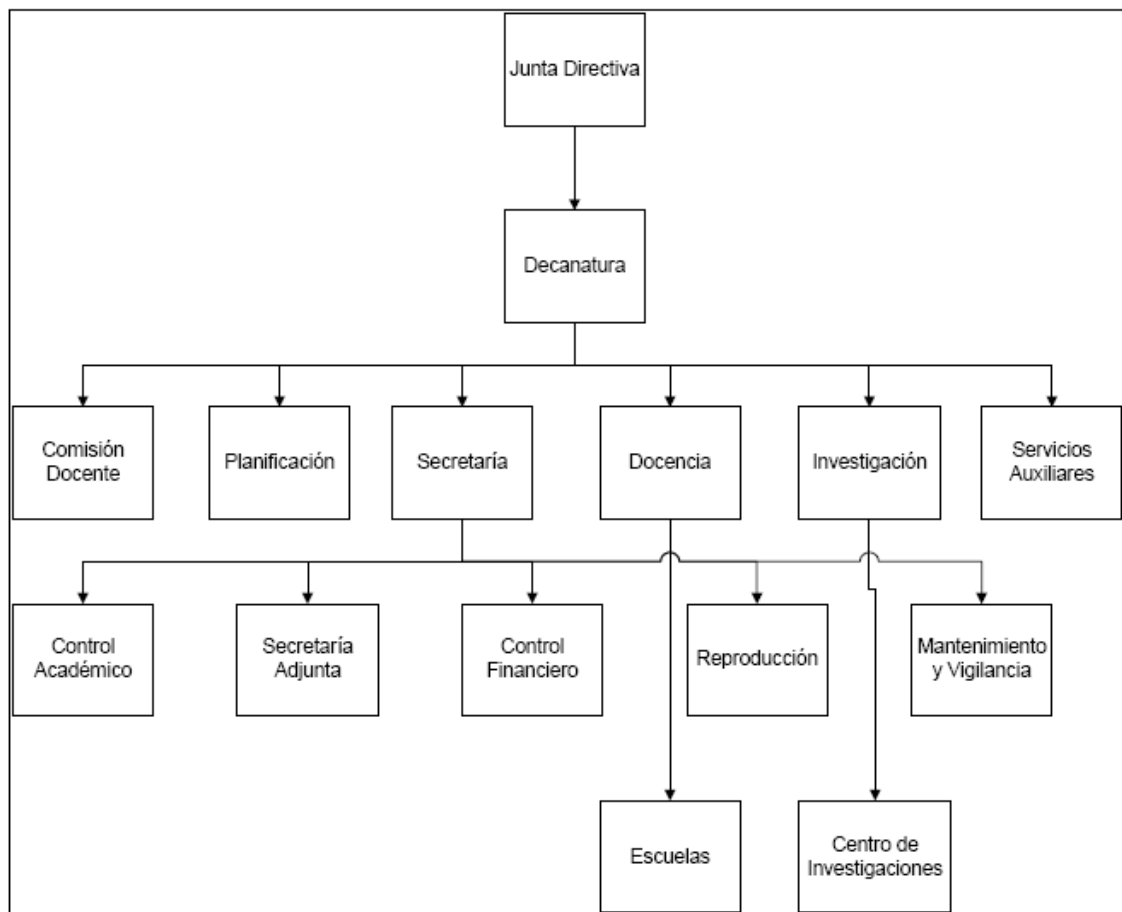 Junta Directiva
Decanatura
Comisión
Docente
Planificación
Secretaría
Docencia
Investigación
Servicios
Auxiliares
Control
Académico
Secretaría
Adjunta
Control
Financiero
Reproducción
Mantenimiento
y Vigilancia
Escuelas
Centro de
Investigaciones